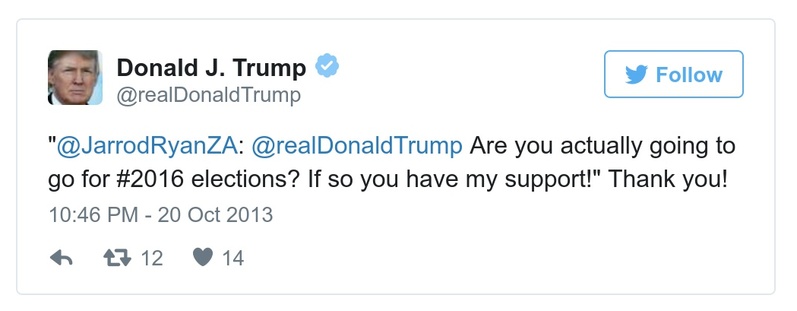 Donald J. Trump
Follow
@realDonaldTrump
"@JarrodRyanZA: @realDonaldTrump Are you actually going to
go for #2016 elections? If so you have my support!" Thank you!
10:46 PM - 20 Oct 2013
12 14